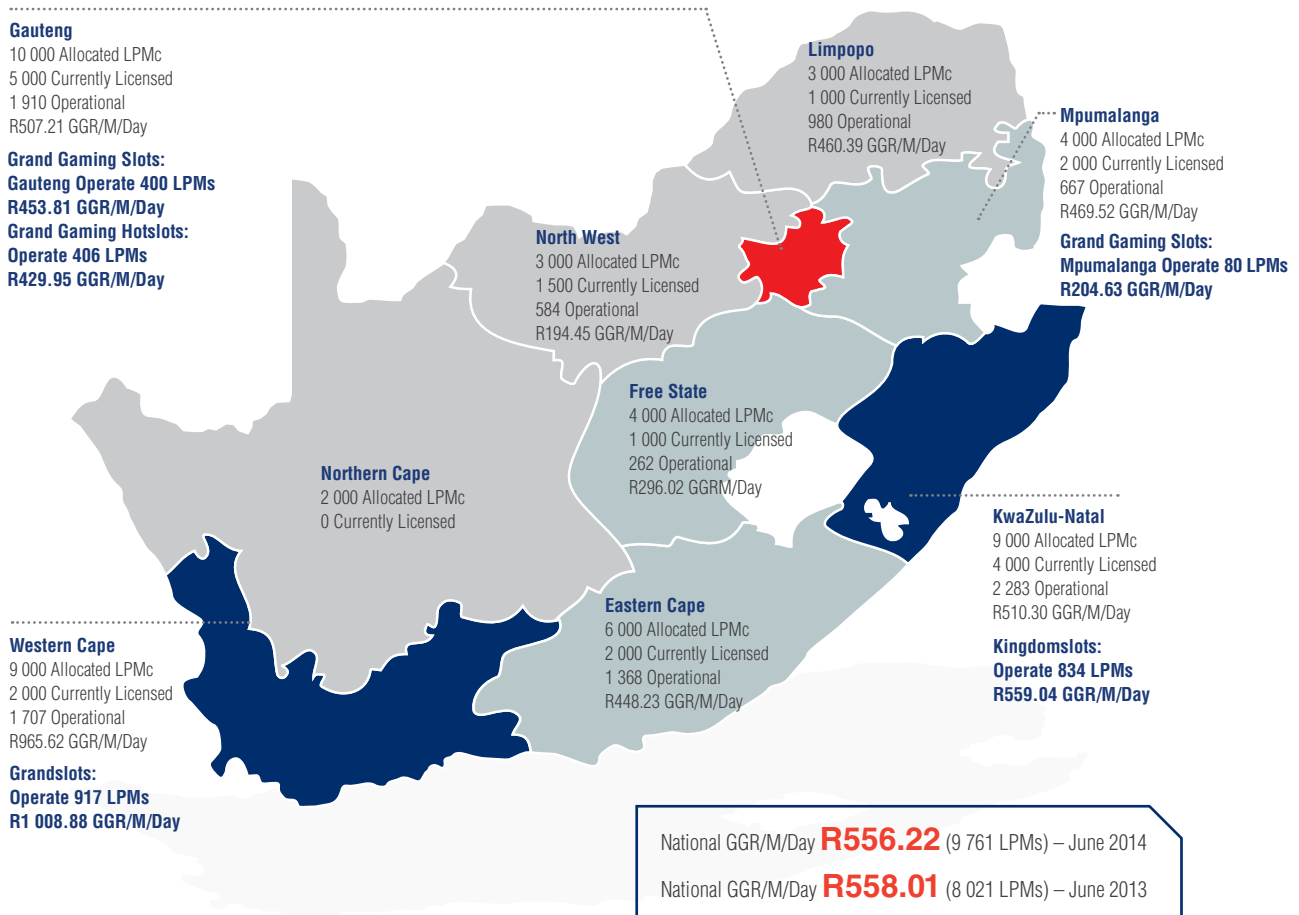 Gauteng
10 000 Allocated LPMc
5 000 Currently Licensed
1 910 Operational
R507.21 GGR/M/Day
Grand Gaming Slots:
Gauteng Operate 400 LPMs
R453.81 GGR/M/Day
Grand Gaming Hotslots:
Operate 406 LPMs
R429.95 GGR/M/Day
Limpopo
3 000 Allocated LPMc
1 000 Currently Licensed
980 Operational
R460.39 GGR/M/Day
Mpumalanga
4 000 Allocated LPMc
2 000 Currently Licensed
667 Operational
R469.52 GGR/M/Day
Grand Gaming Slots:
Mpumalanga Operate 80 LPMs
R204.63 GGR/M/Day
North West
3 000 Allocated LPMc
1 500 Currently Licensed
584 Operational
R194.45 GGR/M/Day
Free State
4 000 Allocated LPMc
1 000 Currently Licensed
262 Operational
R296.02 GGRM/Day
Northern Cape
2 000 Allocated LPMc
0 Currently Licensed
KwaZulu-Natal
9 000 Allocated LPMc
4 000 Currently Licensed
2 283 Operational
R510.30 GGR/M/Day
Kingdomslots:
Operate 834 LPMs
R559.04 GGR/M/Day
Eastern Cape
6 000 Allocated LPMc
2 000 Currently Licensed
1 368 Operational
R448.23 GGR/M/Day
Western Cape
9 000 Allocated LPMc
2 000 Currently Licensed
1 707 Operational
R965.62 GGR/M/Day
Grandslots:
Operate 917 LPMs
R1 008.88 GGR/M/Day
National GGR/M/Day R556.22 (9 761 LPMs) – June 2014
National GGR/M/Day R558.01 (8 021 LPMs) – June 2013